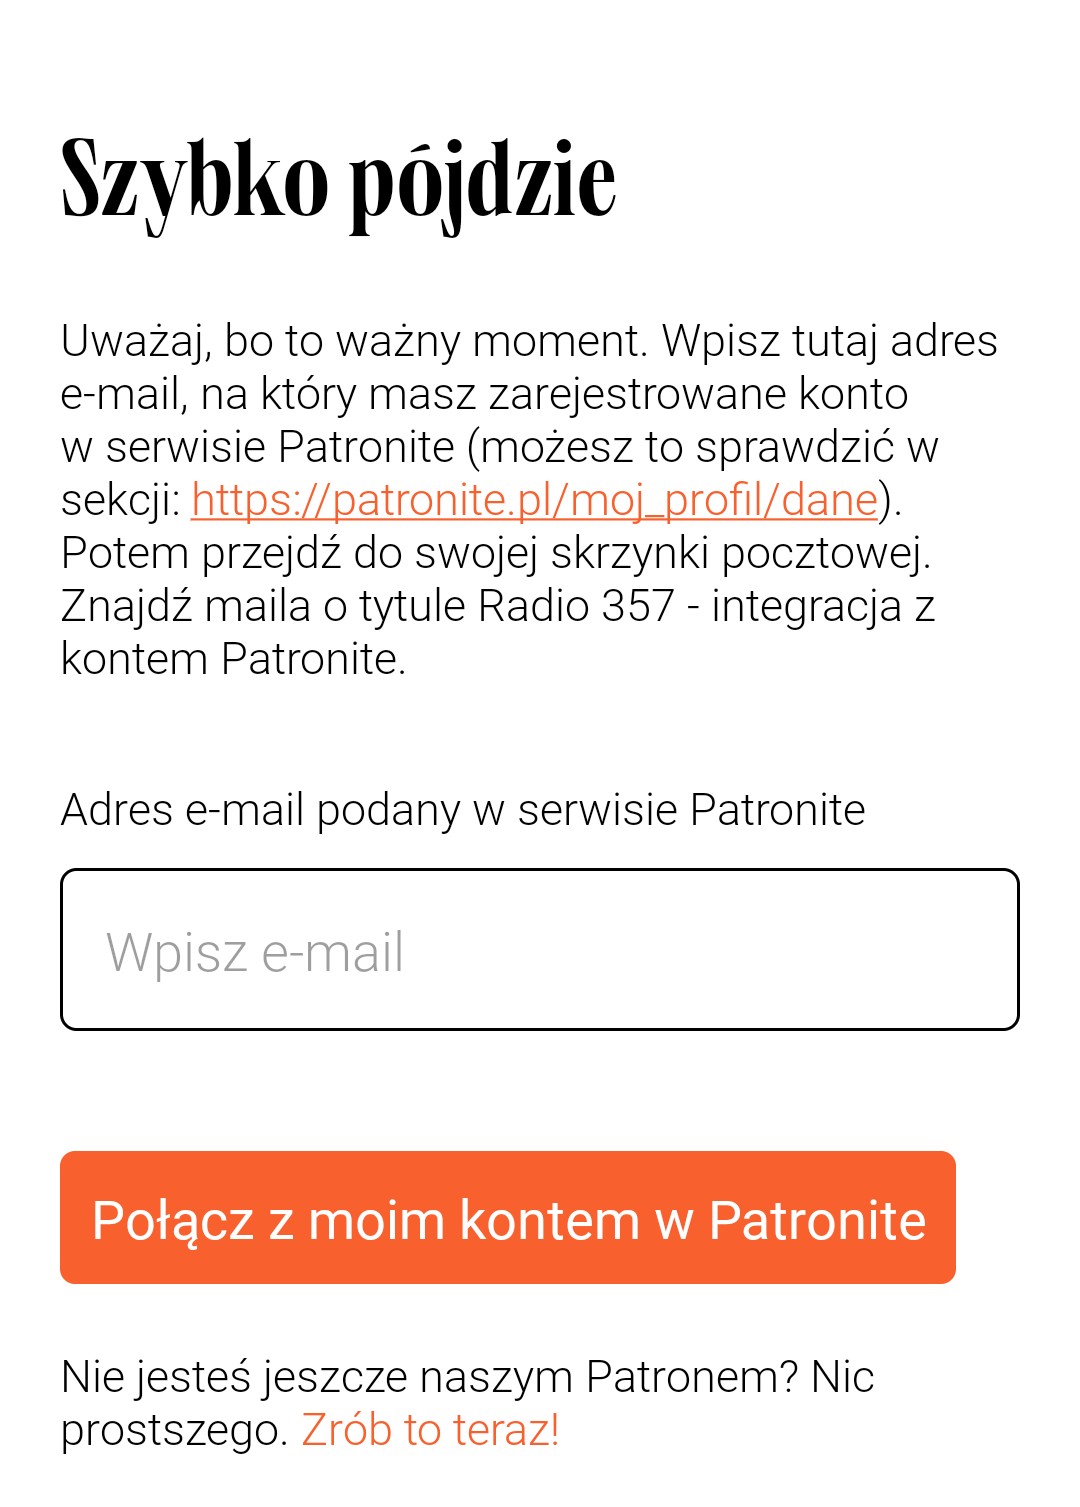 Szybko pójdzie
Uważaj, bo to ważny moment. Wpisz tutaj adres
e-mail, na który masz zarejestrowane konto
w serwisie Patronite (możesz to sprawdzić w
sekcji: https://patronite.pl/moj_profil/dane).
Potem przejdź do swojej skrzynki pocztowej.
Znajdź maila o tytule Radio 357 - integracja z
kontem Patronite.
Adres e-mail podany w serwisie Patronite
Wpisz e-mail
Połącz z moim kontem w Patronite
Nie jesteś jeszcze naszym Patronem? Nic
prostszego. Zrób to teraz!